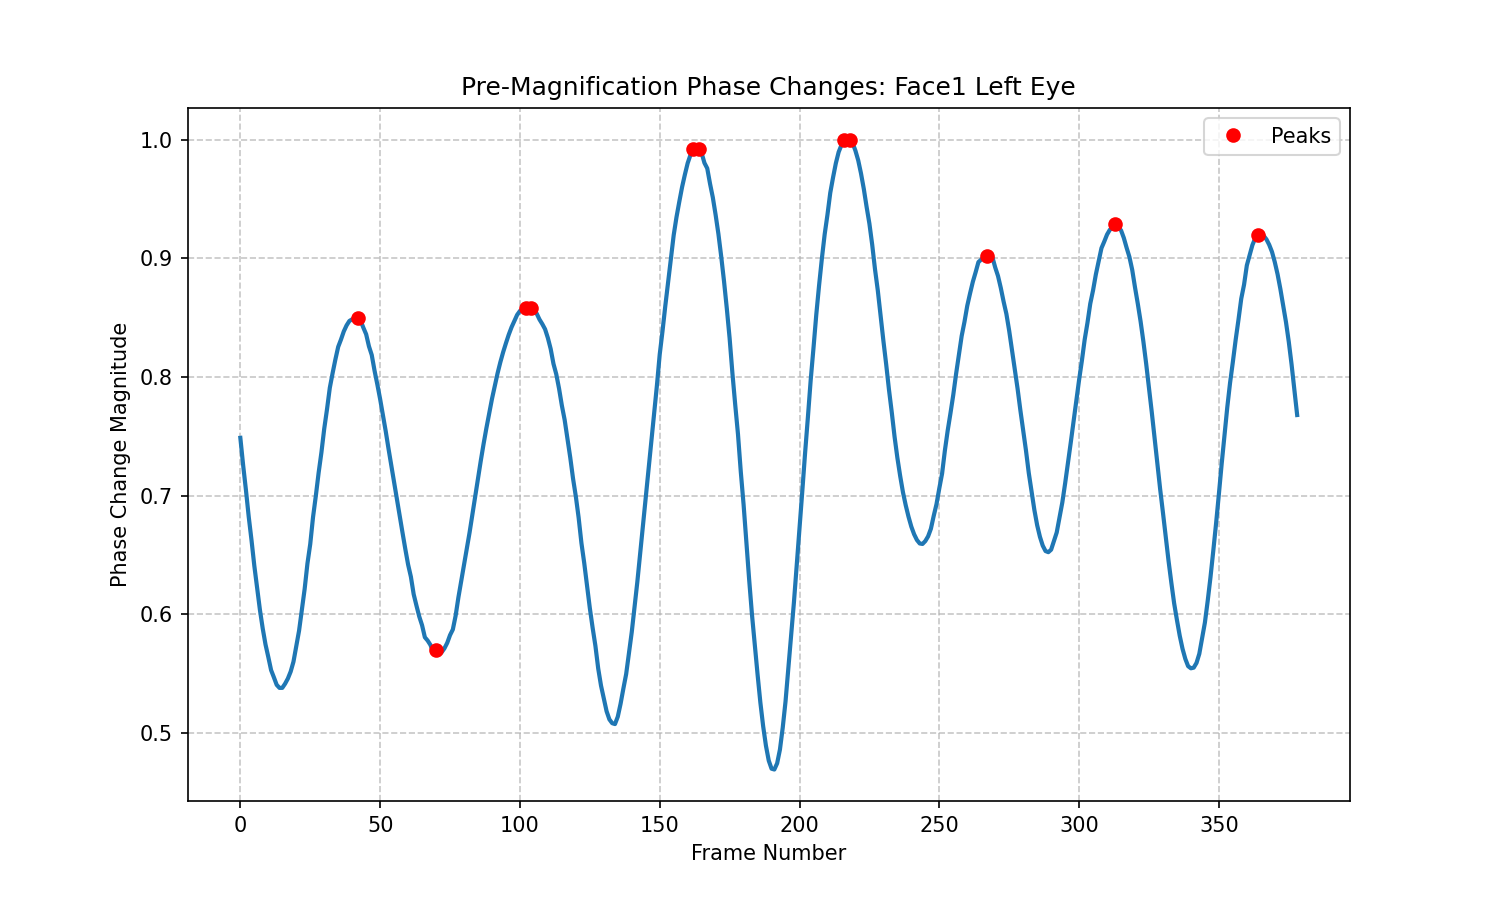 Pre-Magnification Phase Changes: Face1 Left Eye
Peaks
Phase Change Magnitude
1.0
0.9
0.8
0.7
0.6
0.5
0 50 100 150 200 250 300 350
Frame Number